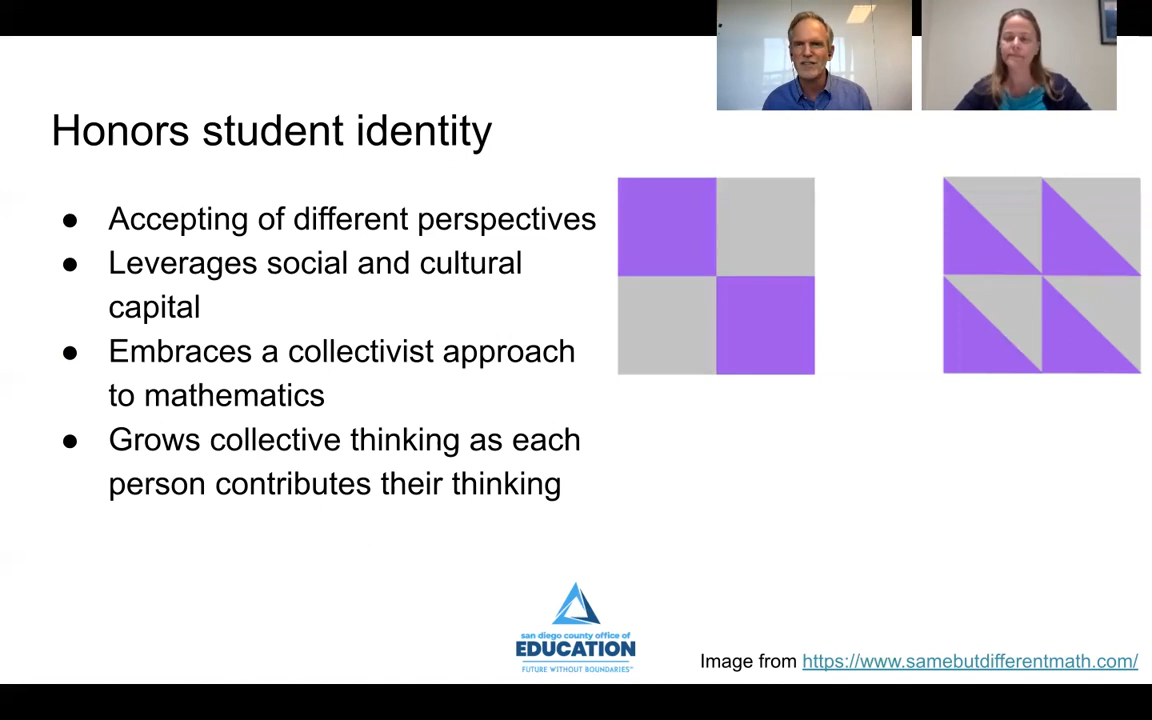 Honors student identity
● Accepting of different perspectives
● Leverages social and cultural
capital
● Embraces a collectivist approach
to mathematics
● Grows collective thinking as each
person contributes their thinking
san diego county office of
EDUCATION
FUTURE WITHOUT BOUNDARIES™
Image from https://www.samebutdifferentmath.com/